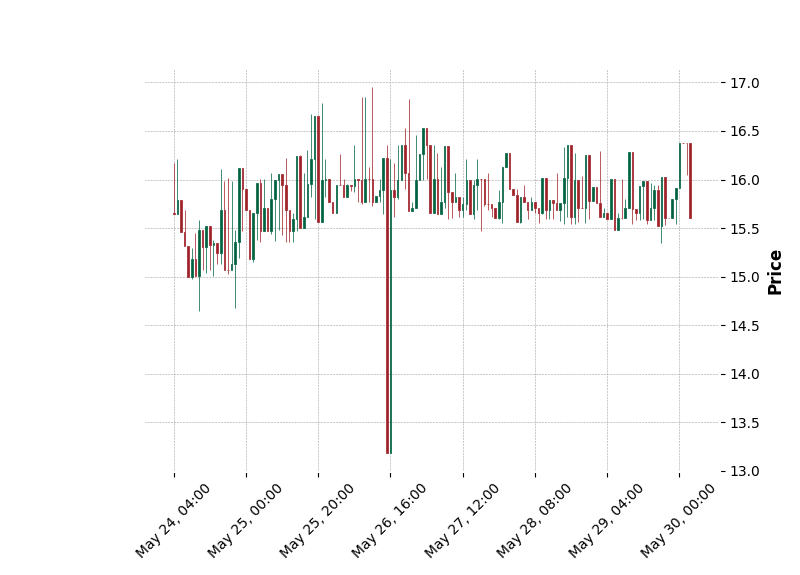 17.0
16.5
16.0
15.5
15.0
14.5
14.0
13.5
13.0
Price
May 24, 04:00
May 25, 00:00
May 25, 20:00
May 26, 16:00
May 27, 12:00
May 28, 08:00
May 29, 04:00
May 30, 00:00